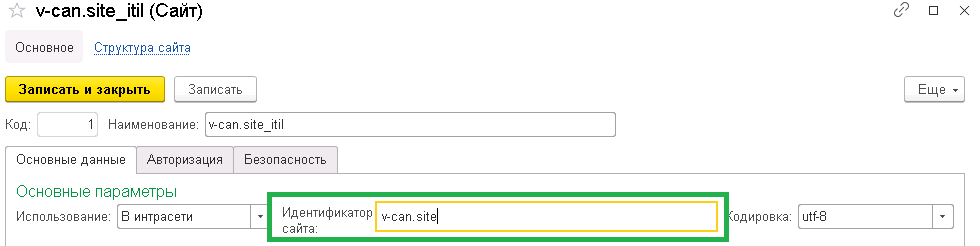 v-can.site_itil (Сайт)
Основное Структура сайта
Записать и закрыть Записать Еще
Код: 1 Наименование: v-can.site_itil
Основные данные Авторизация Безопасность
Основные параметры
Использование: В интрасети Идентификатор сайта: v-can.site Кодировка: utf-8